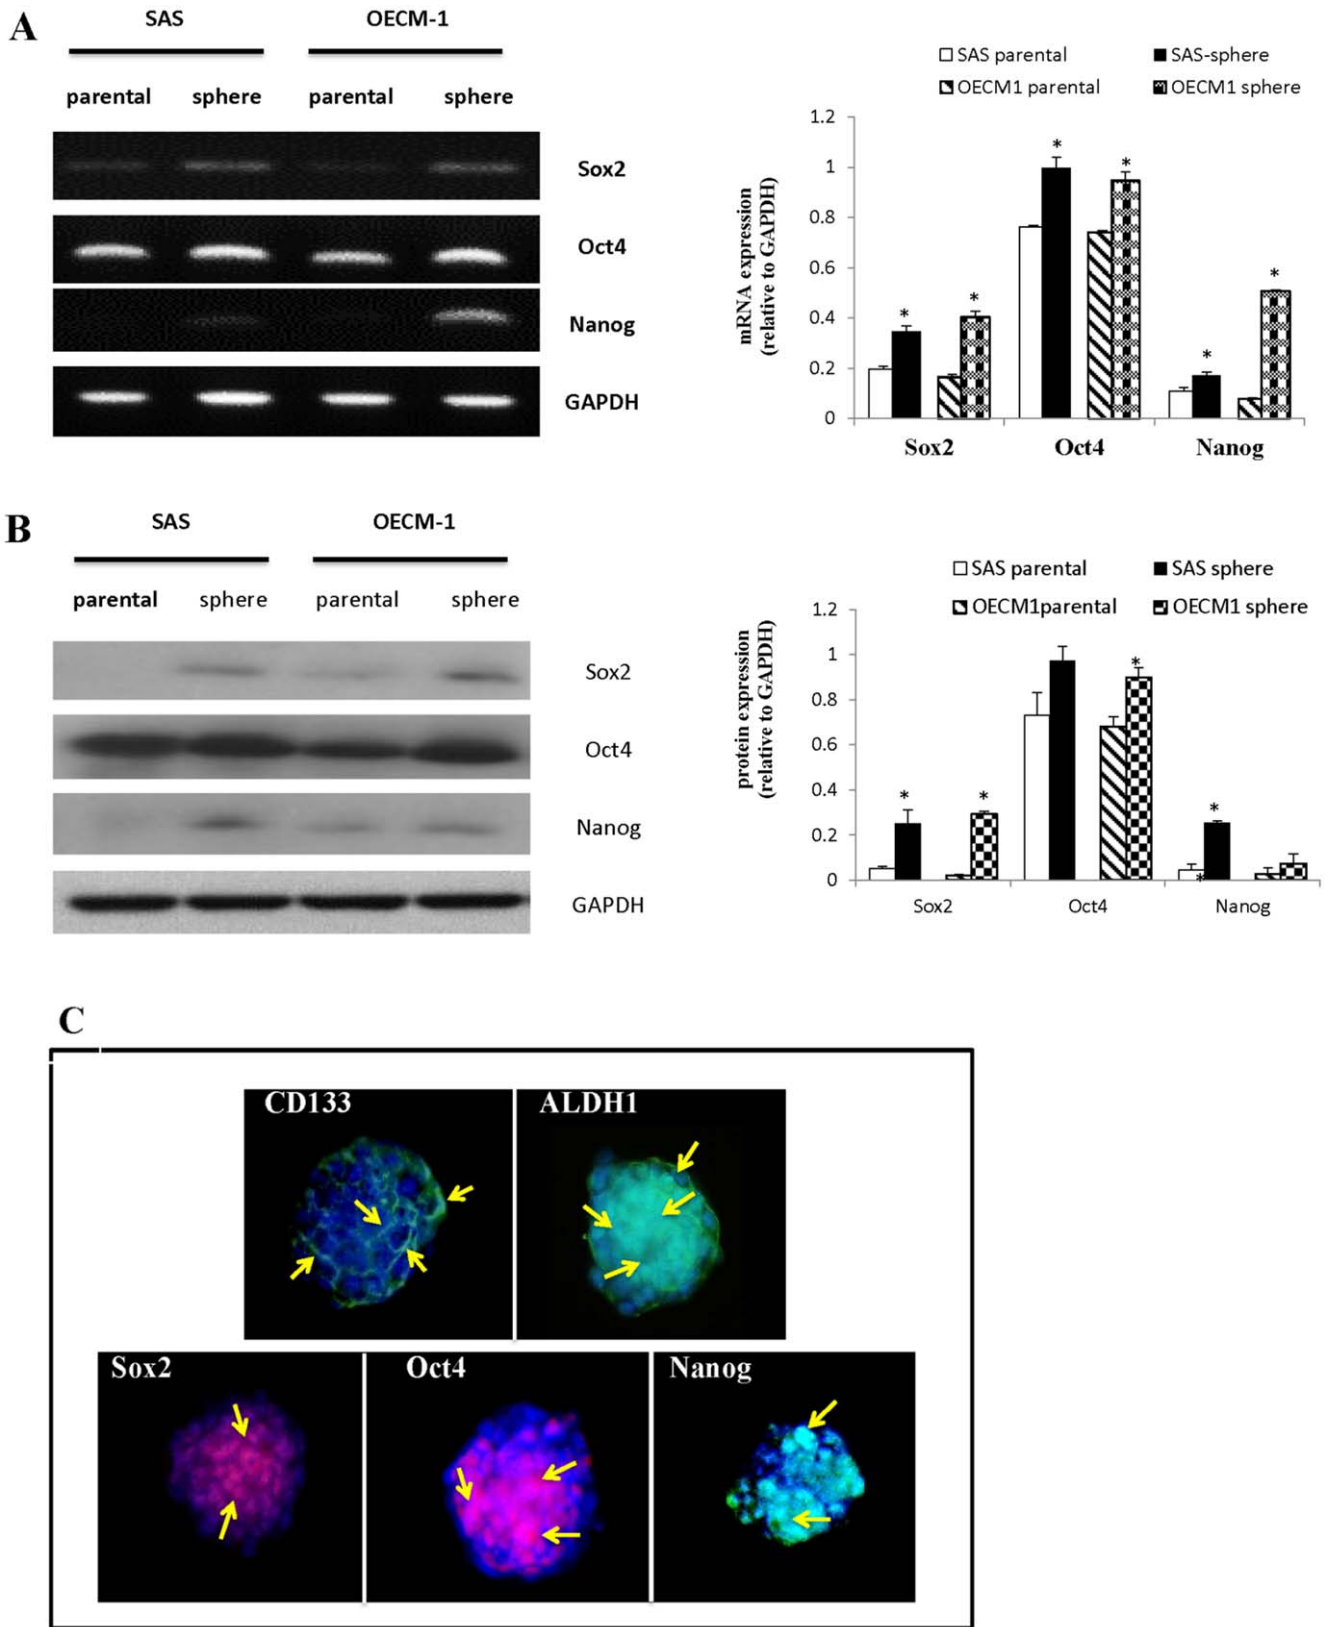 A
SAS OECM-1
parental sphere parental sphere
Sox2
Oct4
Nanog
GAPDH
SAS parental SAS-sphere
OECM1 parental OECM1 sphere
mRNA expression
(relative to GAPDH)
1.2
1
0.8
0.6
0.4
0.2
0
* * * * * *
Sox2 Oct4 Nanog
B
SAS OECM-1
parental sphere parental sphere
Sox2
Oct4
Nanog
GAPDH
SAS parental SAS sphere
OECM1parental OECM1 sphere
protein expression
(relative to GAPDH)
1.2
1
0.8
0.6
0.4
0.2
0
* * * * *
Sox2 Oct4 Nanog
C
CD133 ALDH1
Sox2 Oct4 Nanog